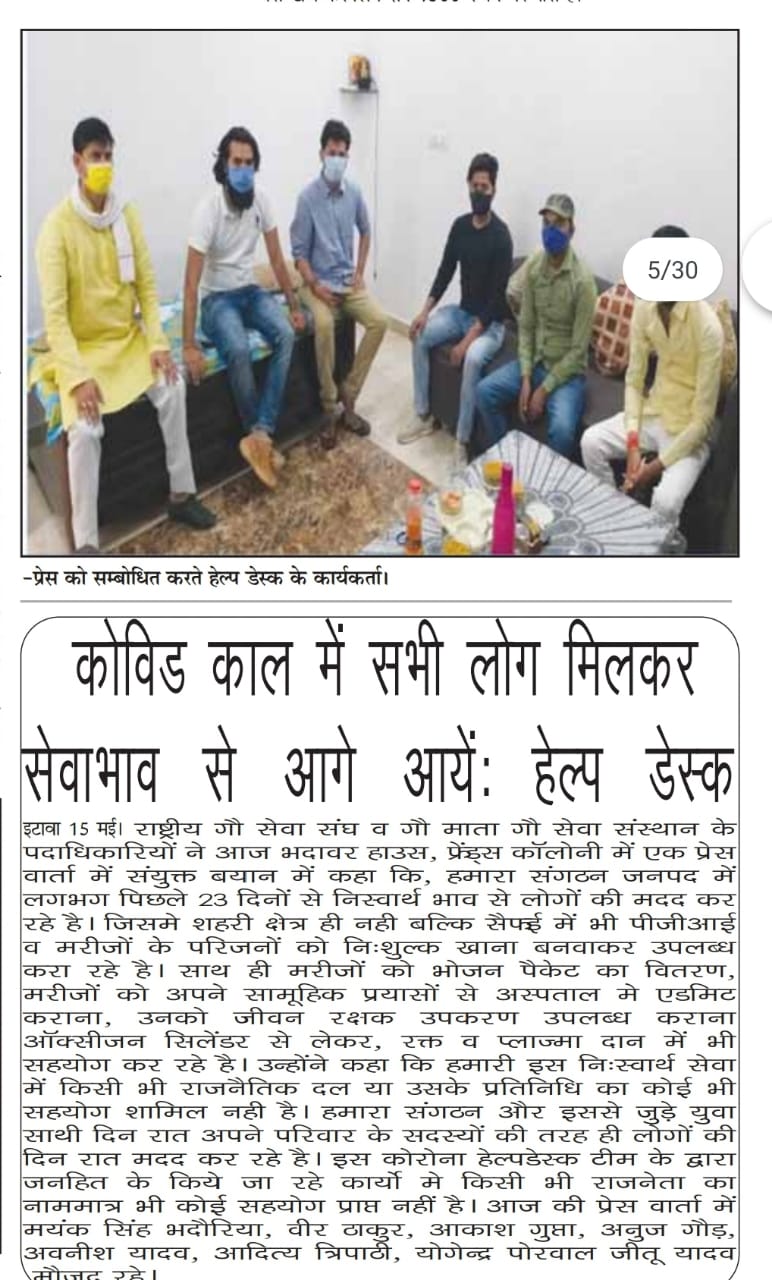 5/30
-प्रेस को सम्बोधित करते हेल्प डेस्क के कार्यकर्ता।
कोविड काल में सभी लोग मिलकर
सेवाभाव से आगे आयें: हेल्प डेस्क
इटावा 15 मई। राष्ट्रीय गौ सेवा संघ व गौ माता गौ सेवा संस्थान के
पदाधिकारियों ने आज भदावर हाउस, फ्रेंड्स कॉलोनी में एक प्रेस
वार्ता में संयुक्त बयान में कहा कि, हमारा संगठन जनपद में
लगभग पिछले 23 दिनों से निस्वार्थ भाव से लोगों की मदद कर
रहे है। जिसमे शहरी क्षेत्र ही नही बल्कि सैफई में भी पीजीआई
व मरीजों के परिजनों को निःशुल्क खाना बनवाकर उपलब्ध
करा रहे है। साथ ही मरीजों को भोजन पैकेट का वितरण,
मरीजों को अपने सामूहिक प्रयासों से अस्पताल मे एडमिट
कराना, उनको जीवन रक्षक उपकरण उपलब्ध कराना
ऑक्सीजन सिलेंडर से लेकर, रक्त व प्लाज्मा दान में भी
सहयोग कर रहे है। उन्होंने कहा कि हमारी इस निःस्वार्थ सेवा
में किसी भी राजनैतिक दल या उसके प्रतिनिधि का कोई भी
सहयोग शामिल नही है। हमारा संगठन और इससे जुड़े युवा
साथी दिन रात अपने परिवार के सदस्यों की तरह ही लोगों की
दिन रात मदद कर रहे है। इस कोरोना हेल्पडेस्क टीम के द्वारा
जनहित के किये जा रहे कार्यो मे किसी भी राजनेता का
नाममात्र भी कोई सहयोग प्राप्त नहीं है। आज की प्रेस वार्ता में
मयंक सिंह भदौरिया, वीर ठाकुर, आकाश गुप्ता, अनुज गौड़,
अवनीश यादव, आदित्य त्रिपाठी, योगेन्द्र पोरवाल जीतू यादव
मौजूद रहे।